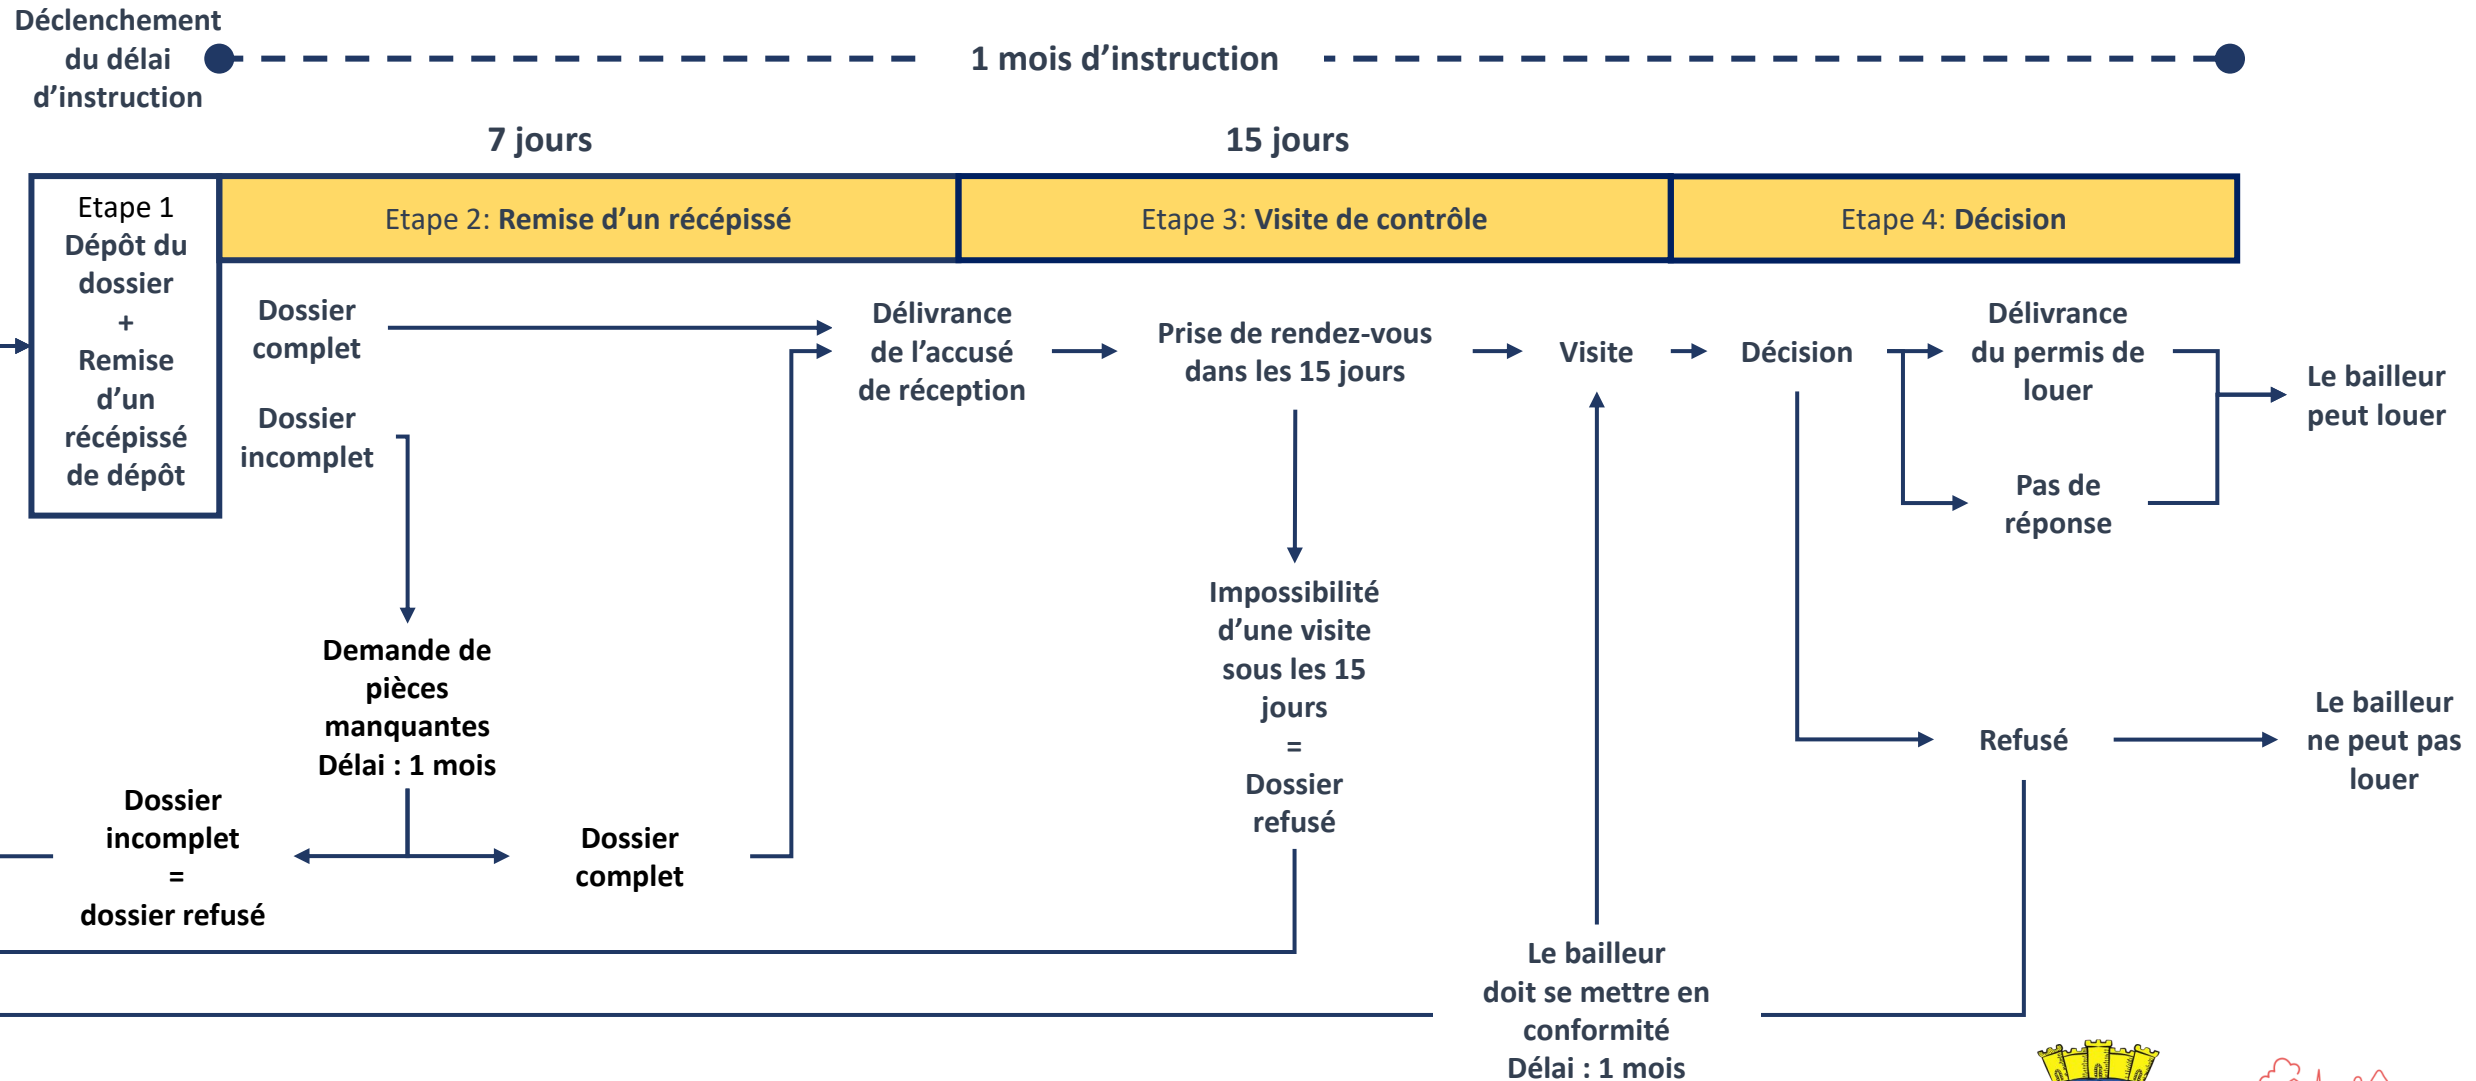 Déclenchement
du délai
d’instruction
1 mois d’instruction
7 jours
15 jours
Etape 1
Dépôt du
dossier
+
Remise
d’un
récépissé
de dépôt
Etape 2: Remise d’un récépissé
Etape 3: Visite de contrôle
Etape 4: Décision
Dossier
complet
Dossier
incomplet
Délivrance
de l’accusé
de réception
Prise de rendez-vous
dans les 15 jours
Visite
Décision
Délivrance
du permis de
louer
Le bailleur
peut louer
Pas de
réponse
Demande de
pièces
manquantes
Délai : 1 mois
Impossibilité
d’une visite
sous les 15
jours
=
Dossier
refusé
Refusé
Le bailleur
ne peut pas
louer
Dossier
incomplet
=
dossier refusé
Dossier
complet
Le bailleur
doit se mettre en
conformité
Délai : 1 mois